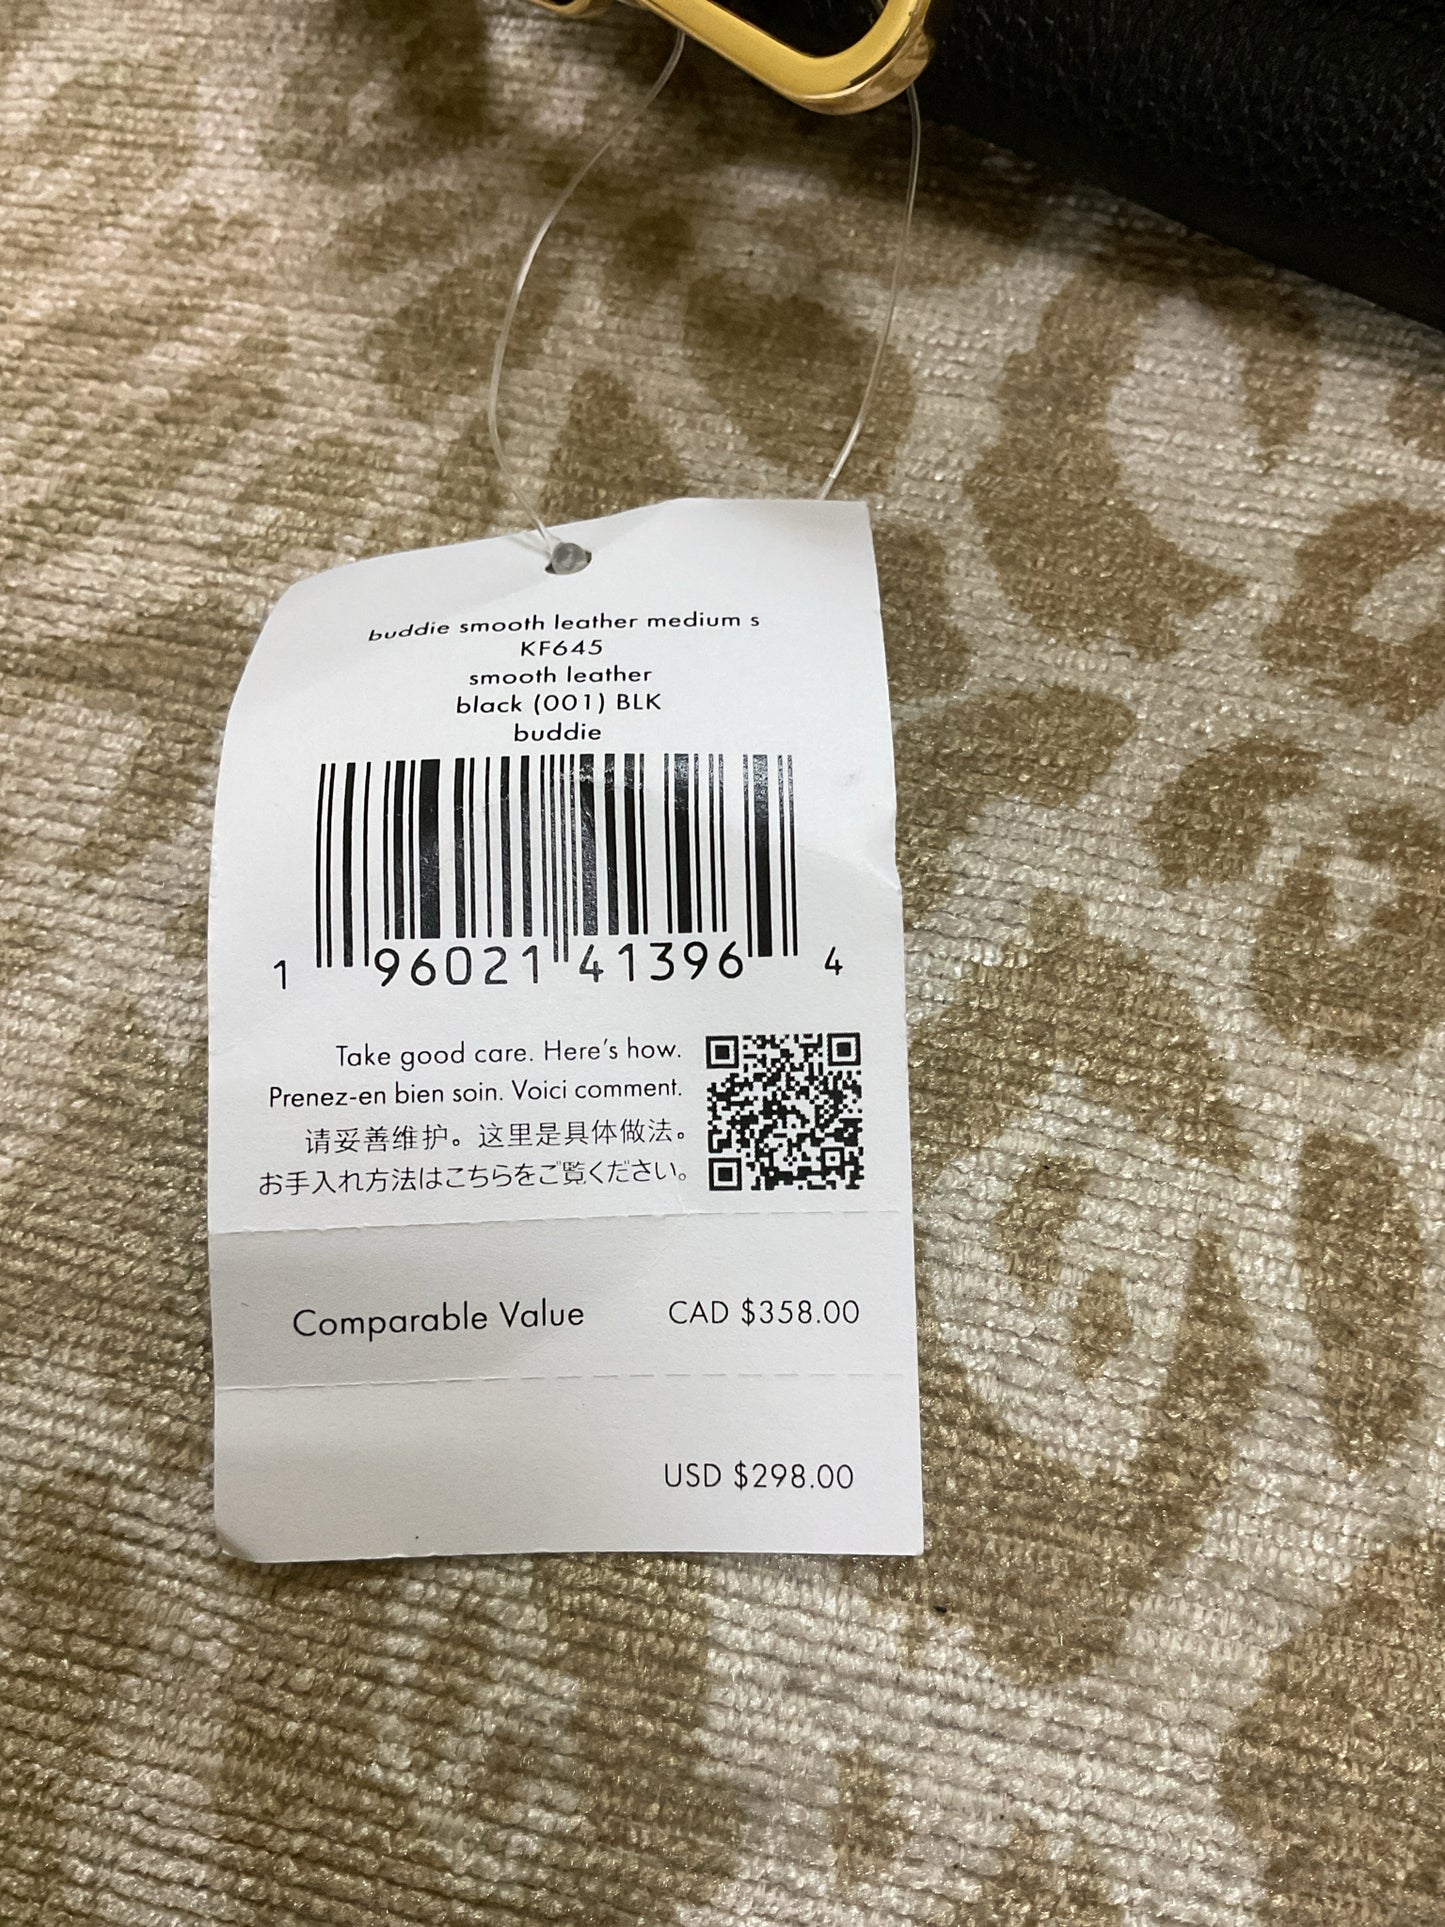 buddie smooth leather medium s
KF645
smooth leather
black (001) BLK
buddie
1 96021 41396 4
Take good care. Here's how.
Prenez-en bien soin. Voici comment.
请妥善维护。这里是具体做法。
お手入れ方法はこちらをご覧ください。
Comparable Value CAD $358.00
USD $298.00